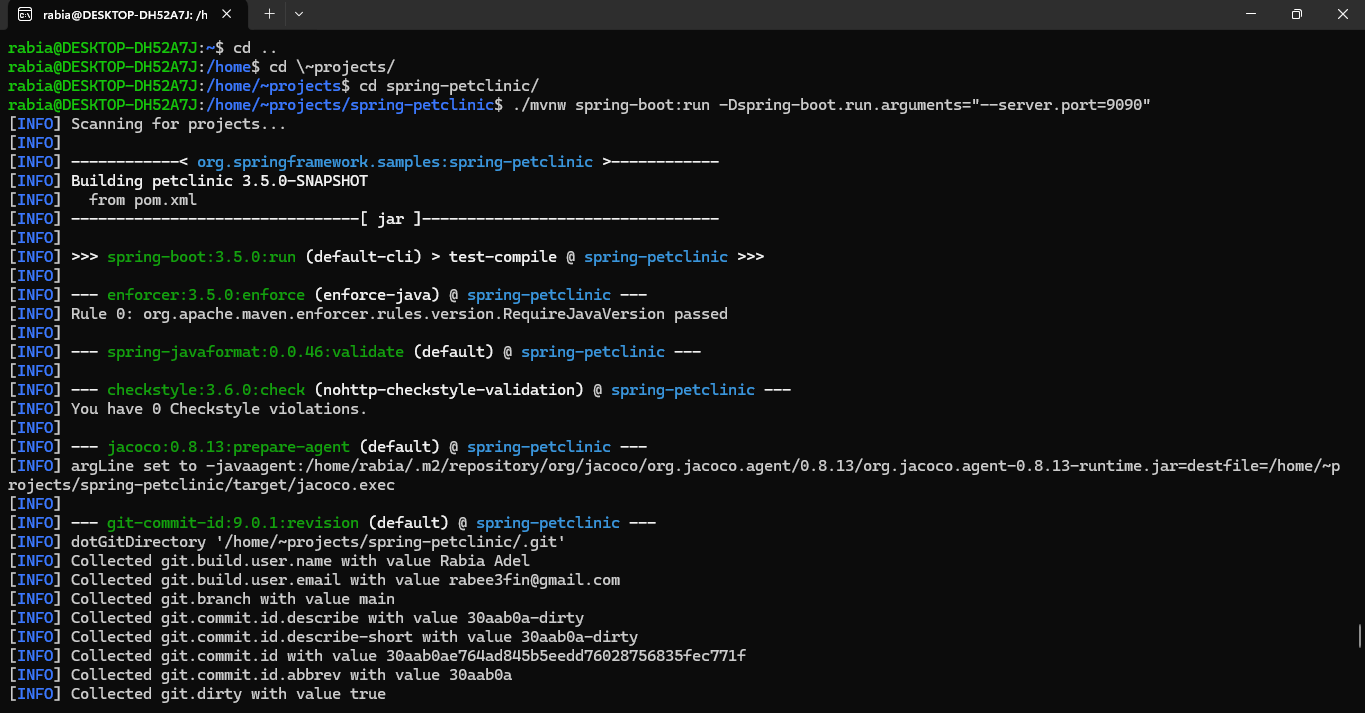 rabia@DESKTOP-DH52A7J: /h
rabia@DESKTOP-DH52A7J:~$ cd ..
rabia@DESKTOP-DH52A7J:/home$ cd \~projects/
rabia@DESKTOP-DH52A7J:/home/~projects$ cd spring-petclinic/
rabia@DESKTOP-DH52A7J:/home/~projects/spring-petclinic$ ./mvnw spring-boot:run -Dspring-boot.run.arguments="--server.port=9090"
[INFO] Scanning for projects...
[INFO]
[INFO] ------------< org.springframework.samples:spring-petclinic >------------
[INFO] Building petclinic 3.5.0-SNAPSHOT
[INFO]   from pom.xml
[INFO] --------------------------------[ jar ]---------------------------------
[INFO]
[INFO] >>> spring-boot:3.5.0:run (default-cli) > test-compile @ spring-petclinic >>>
[INFO]
[INFO] --- enforcer:3.5.0:enforce (enforce-java) @ spring-petclinic ---
[INFO] Rule 0: org.apache.maven.enforcer.rules.version.RequireJavaVersion passed
[INFO]
[INFO] --- spring-javaformat:0.0.46:validate (default) @ spring-petclinic ---
[INFO]
[INFO] --- checkstyle:3.6.0:check (nohttp-checkstyle-validation) @ spring-petclinic ---
[INFO] You have 0 Checkstyle violations.
[INFO]
[INFO] --- jacoco:0.8.13:prepare-agent (default) @ spring-petclinic ---
[INFO] argLine set to -javaagent:/home/rabia/.m2/repository/org/jacoco/org.jacoco.agent/0.8.13/org.jacoco.agent-0.8.13-runtime.jar=destfile=/home/~p
rojects/spring-petclinic/target/jacoco.exec
[INFO]
[INFO] --- git-commit-id:9.0.1:revision (default) @ spring-petclinic ---
[INFO] dotGitDirectory '/home/~projects/spring-petclinic/.git'
[INFO] Collected git.build.user.name with value Rabia Adel
[INFO] Collected git.build.user.email with value rabee3fin@gmail.com
[INFO] Collected git.branch with value main
[INFO] Collected git.commit.id.describe with value 30aab0a-dirty
[INFO] Collected git.commit.id.describe-short with value 30aab0a-dirty
[INFO] Collected git.commit.id with value 30aab0ae764ad845b5eedd76028756835fec771f
[INFO] Collected git.commit.id.abbrev with value 30aab0a
[INFO] Collected git.dirty with value true